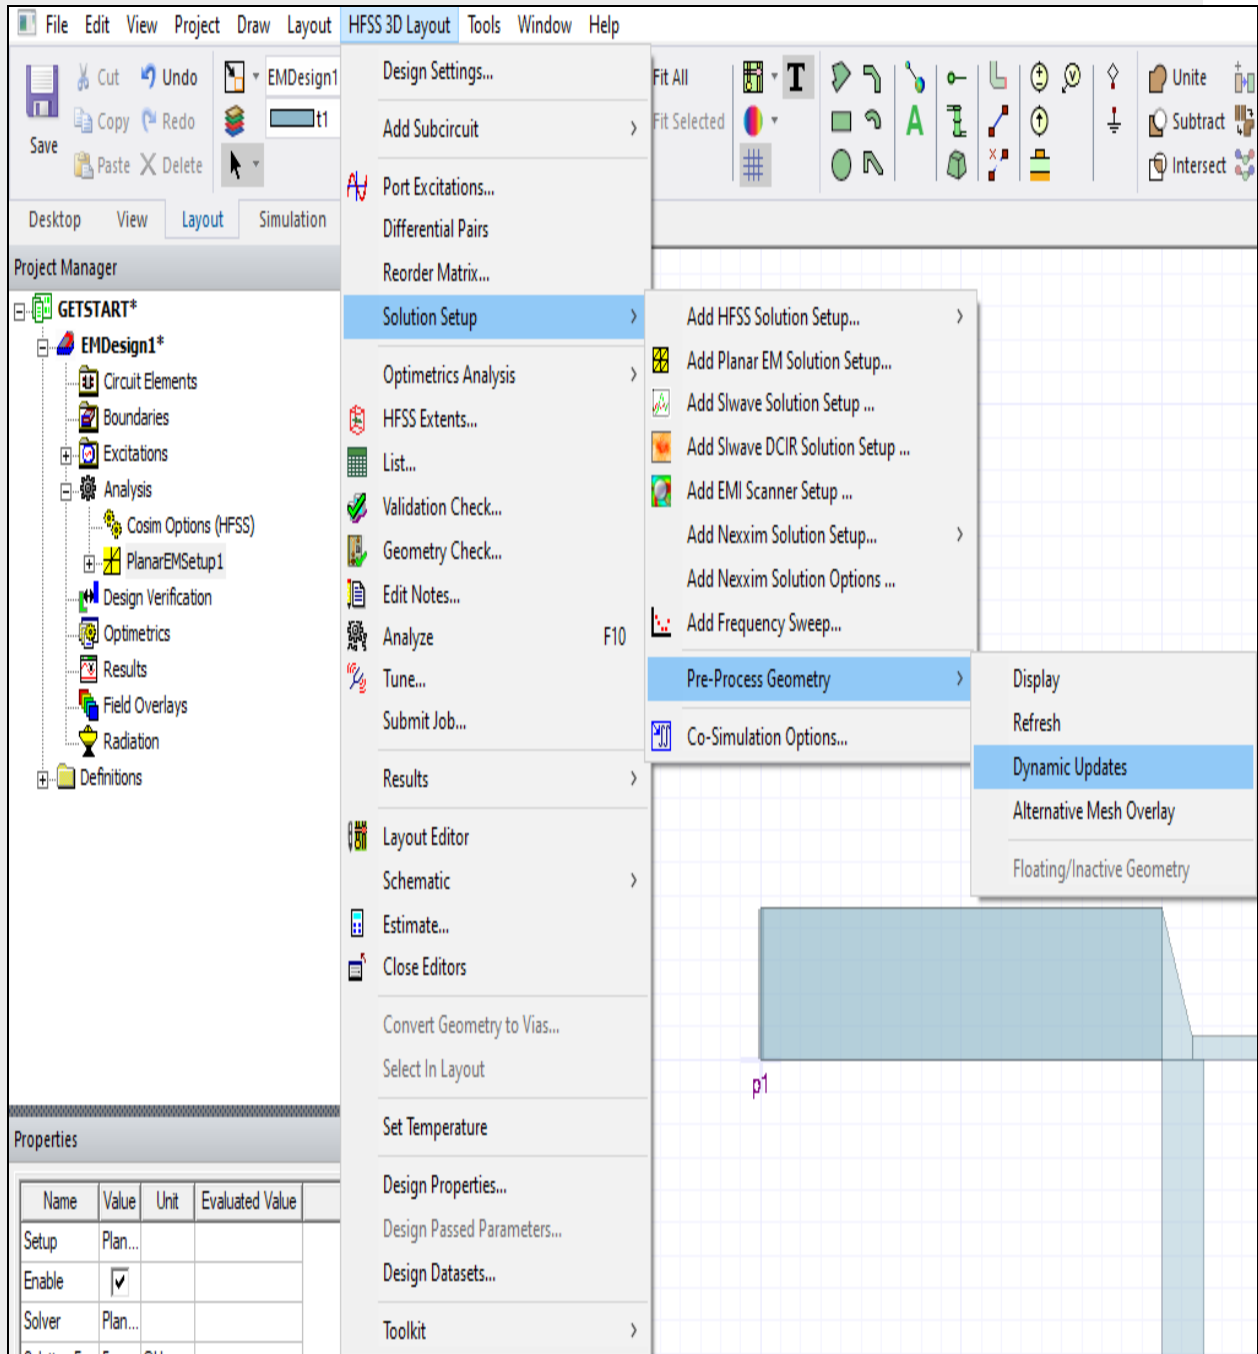 File Edit View Project Draw Layout HFSS 3D Layout Tools Window Help
Save
Cut
Undo
Copy
Redo
Paste
Delete
EMDesign1
t1
Fit All
Fit Selected
T
A
Unite
Subtract
Intersect
Desktop View Layout Simulation
Project Manager
GETSTART*
EMDesign1*
Circuit Elements
Boundaries
Excitations
Analysis
Cosim Options (HFSS)
PlanarEMSetup1
Design Verification
Optimetrics
Results
Field Overlays
Radiation
Definitions
Properties
Name Value Unit Evaluated Value
Setup Plan...
Enable
Solver Plan...
Design Settings...
Add Subcircuit
Port Excitations...
Differential Pairs
Reorder Matrix...
Solution Setup
Optimetrics Analysis
HFSS Extents...
List...
Validation Check...
Geometry Check...
Edit Notes...
Analyze F10
Tune...
Submit Job...
Results
Layout Editor
Schematic
Estimate...
Close Editors
Convert Geometry to Vias...
Select In Layout
Set Temperature
Design Properties...
Design Passed Parameters...
Design Datasets...
Toolkit
Add HFSS Solution Setup...
Add Planar EM Solution Setup...
Add SIwave Solution Setup ...
Add SIwave DCIR Solution Setup ...
Add EMI Scanner Setup ...
Add Nexxim Solution Setup...
Add Nexxim Solution Options ...
Add Frequency Sweep...
Pre-Process Geometry
Co-Simulation Options...
Display
Refresh
Dynamic Updates
Alternative Mesh Overlay
Floating/Inactive Geometry
p1